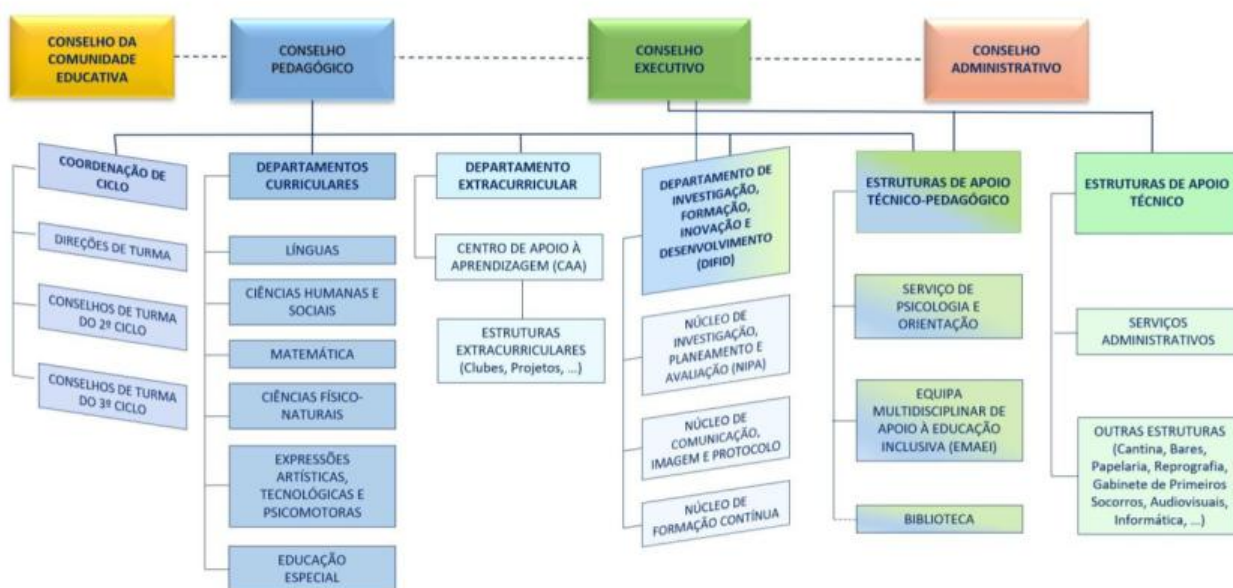 CONSELHO DA
COMUNIDADE
EDUCATIVA
CONSELHO
PEDAGÓGICO
CONSELHO
EXECUTIVO
CONSELHO
ADMINISTRATIVO
COORDENAÇÃO DE
CICLO
DIREÇÕES DE TURMA
CONSELHOS DE TURMA
DO 2º CICLO
CONSELHOS DE TURMA
DO 3º CICLO
DEPARTAMENTOS
CURRICULARES
LÍNGUAS
CIÊNCIAS HUMANAS E
SOCIAIS
MATEMÁTICA
CIÊNCIAS FÍSICO-
NATURAIS
EXPRESSÕES
ARTÍSTICAS,
TECNOLÓGICAS E
PSICOMOTORAS
EDUCAÇÃO
ESPECIAL
DEPARTAMENTO
EXTRACURRICULAR
CENTRO DE APOIO À
APRENDIZAGEM (CAA)
ESTRUTURAS
EXTRACURRICULARES
(Clubes, Projetos, ...)
DEPARTAMENTO DE
INVESTIGAÇÃO,
FORMAÇÃO,
INOVAÇÃO E
DESENVOLVIMENTO
(DIFID)
NÚCLEO DE
INVESTIGAÇÃO,
PLANEAMENTO E
AVALIAÇÃO (NIPA)
NÚCLEO DE
COMUNICAÇÃO,
IMAGEM E PROTOCOLO
NÚCLEO DE
FORMAÇÃO CONTÍNUA
ESTRUTURAS DE APOIO
TÉCNICO-PEDAGÓGICO
SERVIÇO DE
PSICOLOGIA E
ORIENTAÇÃO
EQUIPA
MULTIDISCIPLINAR DE
APOIO À EDUCAÇÃO
INCLUSIVA (EMAEI)
BIBLIOTECA
ESTRUTURAS DE APOIO
TÉCNICO
SERVIÇOS
ADMINISTRATIVOS
OUTRAS ESTRUTURAS
(Cantina, Bares,
Papelaria, Reprografia,
Gabinete de Primeiros
Socorros, Audiovisuais,
Informática, ...)